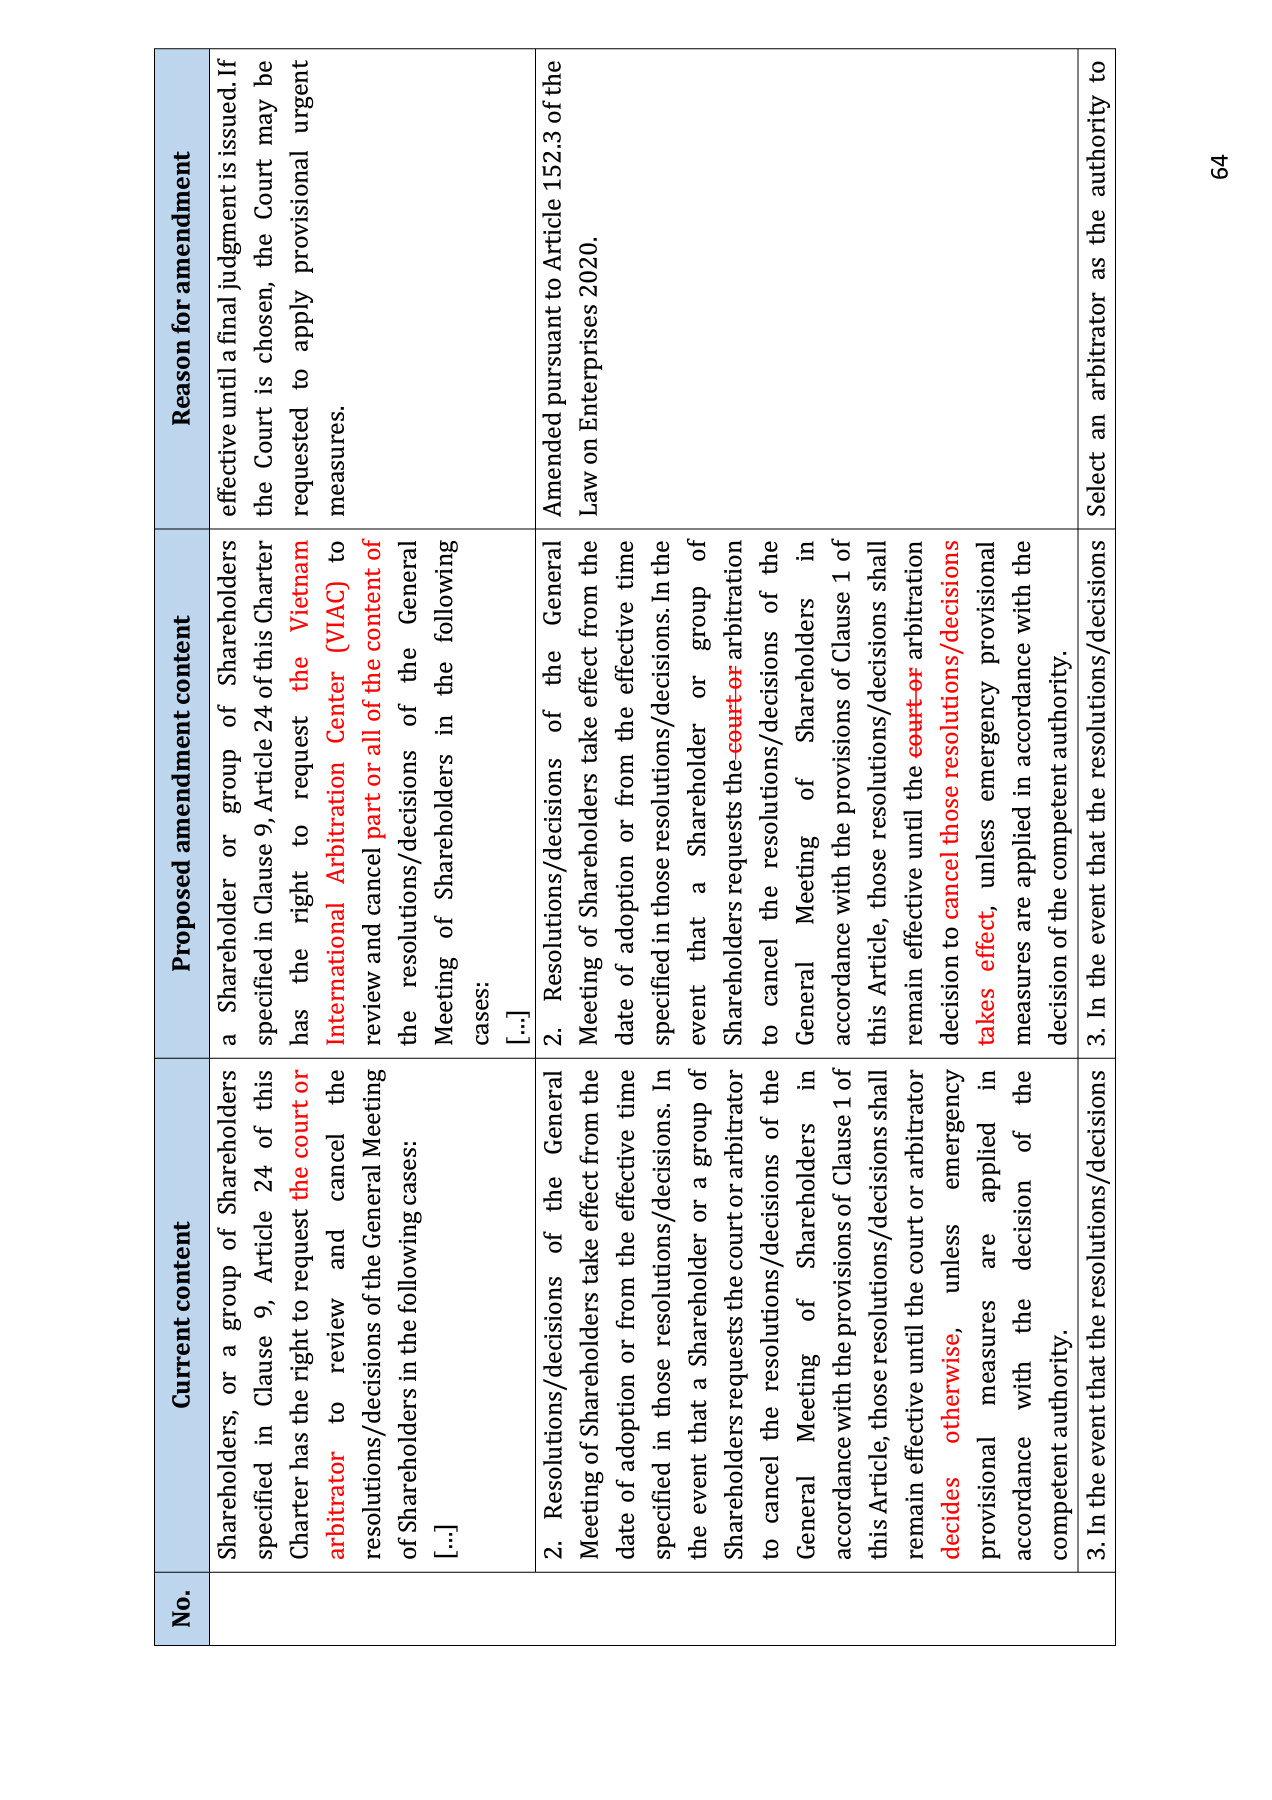 No.
Current content
Proposed amendment content
Reason for amendment
Shareholders, or a group of Shareholders
specified in Clause 9, Article 24 of this
Charter has the right to request the court or
arbitrator to review and cancel the
resolutions/decisions of the General Meeting
of Shareholders in the following cases:
[...]
a Shareholder or group of Shareholders
specified in Clause 9, Article 24 of this Charter
has the right to request the Vietnam
International Arbitration Center (VIAC) to
review and cancel part or all of the content of
the resolutions/decisions of the General
Meeting of Shareholders in the following
cases:
[...]
effective until a final judgment is issued. If
the Court is chosen, the Court may be
requested to apply provisional urgent
measures.
2. Resolutions/decisions of the General
Meeting of Shareholders take effect from the
date of adoption or from the effective time
specified in those resolutions/decisions. In
the event that a Shareholder or a group of
Shareholders requests the court or arbitrator
to cancel the resolutions/decisions of the
General Meeting of Shareholders in
accordance with the provisions of Clause 1 of
this Article, those resolutions/decisions shall
remain effective until the court or arbitrator
decides otherwise, unless emergency
provisional measures are applied in
accordance with the decision of the
competent authority.
2. Resolutions/decisions of the General
Meeting of Shareholders take effect from the
date of adoption or from the effective time
specified in those resolutions/decisions. In the
event that a Shareholder or group of
Shareholders requests the court or arbitration
to cancel the resolutions/decisions of the
General Meeting of Shareholders in
accordance with the provisions of Clause 1 of
this Article, those resolutions/decisions shall
remain effective until the court or arbitration
decision to cancel those resolutions/decisions
takes effect, unless emergency provisional
measures are applied in accordance with the
decision of the competent authority.
Amended pursuant to Article 152.3 of the
Law on Enterprises 2020.
3. In the event that the resolutions/decisions
3. In the event that the resolutions/decisions
Select an arbitrator as the authority to
64